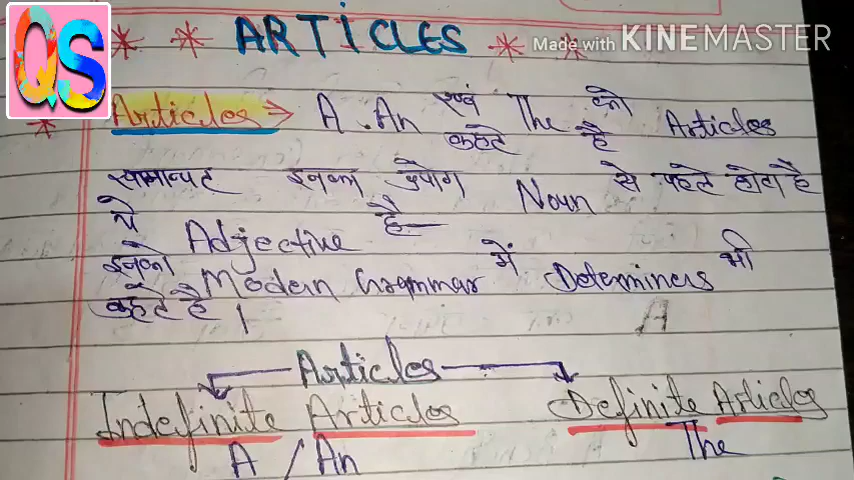 QS
ARTICLES
Made with KINEMASTER
Articles → A . An एवं The को Articles
कहते है
सामान्यतः इनका उपयोग Noun से पहले होता है
ये Adjective है—
इनको Modern Grammar में Determiners भी
कहते है ।
A
Articles
Indefinite Articles Definite Articles
A / An The